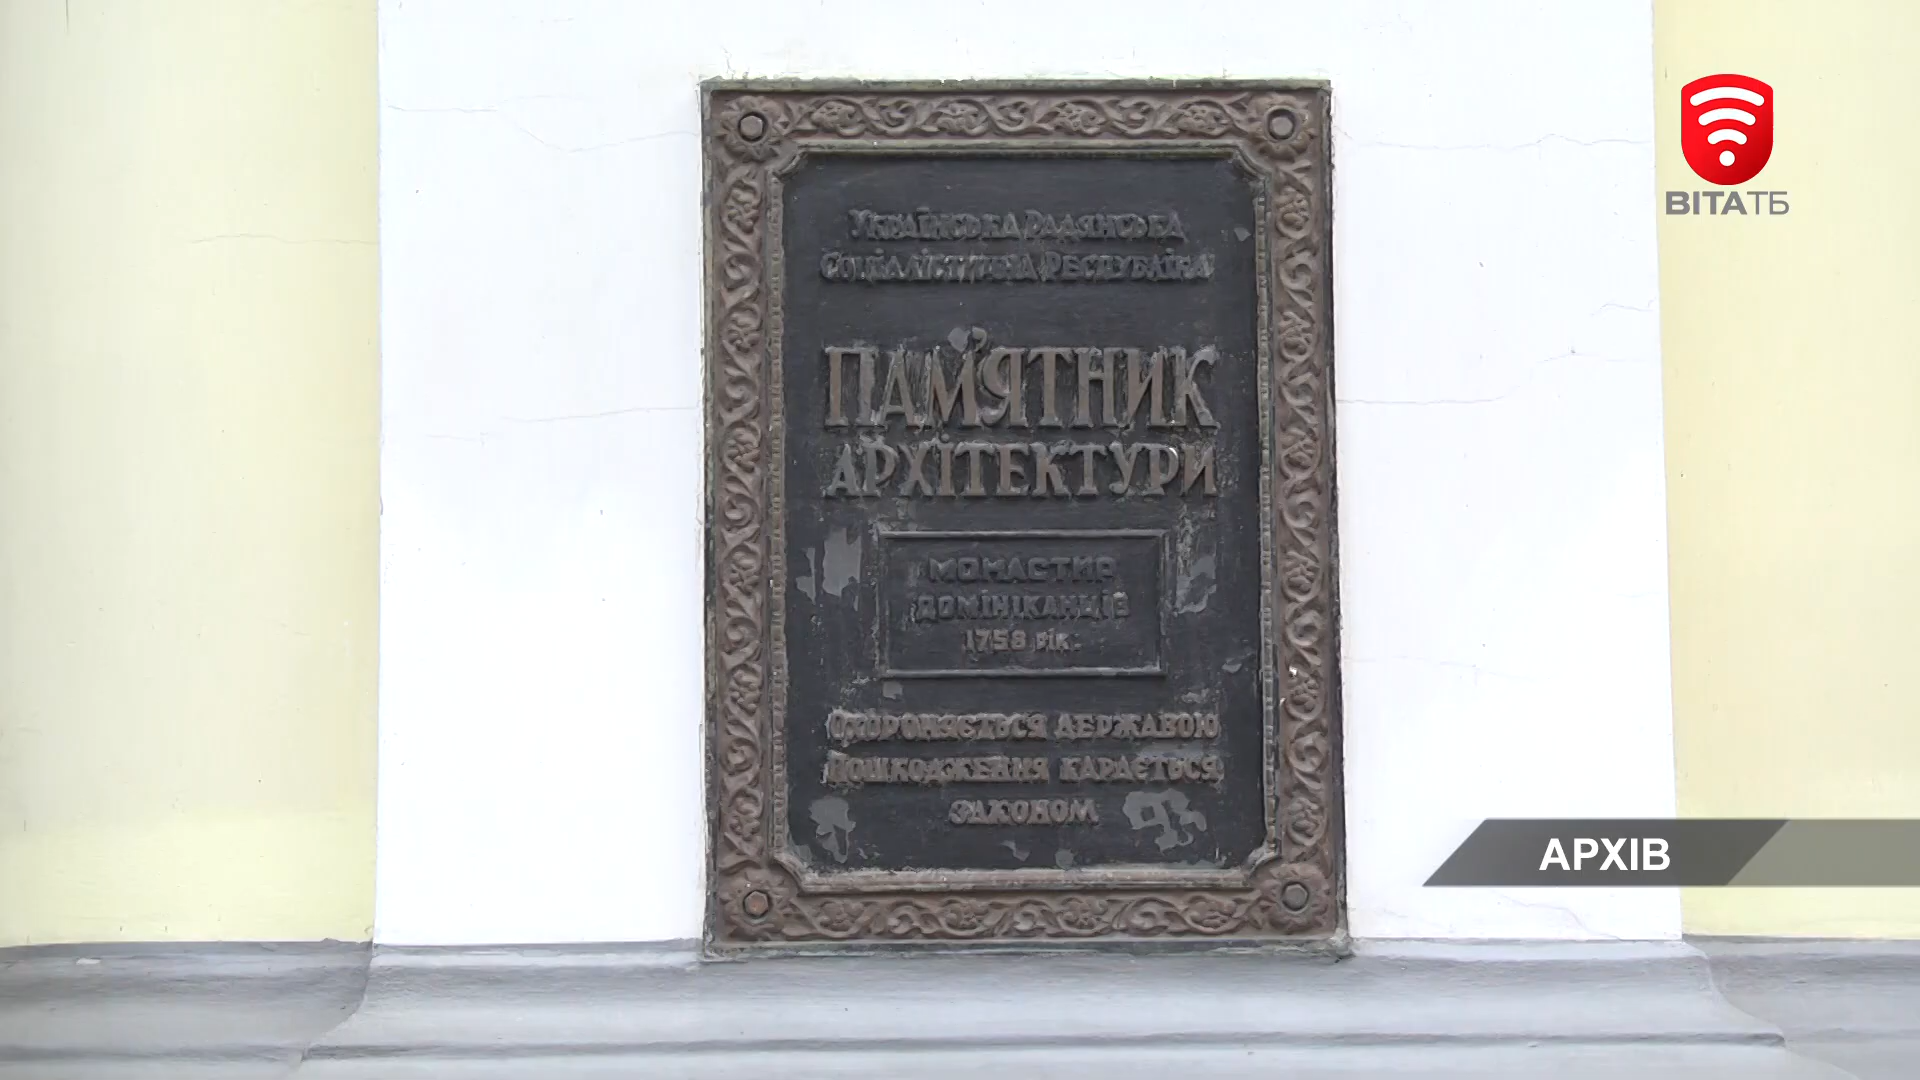 ВІТАТБ
Українська Радянська
Соціалістична Республіка
ПАМ'ЯТНИК
АРХІТЕКТУРИ
МОНАСТИР
ДОМІНІКАНЦІВ
1758 рік.
Охороняється державою
Пошкодження карається
законом
АРХІВ